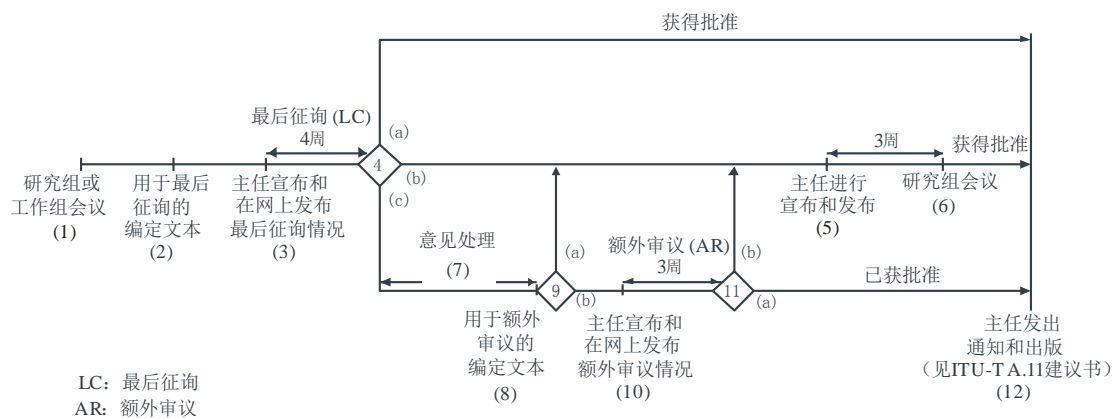 获得批准
最后征询 (LC)
4周
(a)
4
(b)
(c)
3周
获得批准
研究组或
工作组会议
(1)
用于最后
征询的
编定文本
(2)
主任宣布和
在网上发布
最后征询情况
(3)
主任进行
宣布和发布
(5)
研究组会议
(6)
意见处理
(7)
(a)
9
(b)
额外审议 (AR)
3周
(b)
11
(a)
已获批准
用于额外
审议的
编定文本
(8)
主任宣布和
在网上发布
额外审议情况
(10)
主任发出
通知和出版
（见ITU-T A.11建议书）
(12)
LC: 最后征询
AR: 额外审议